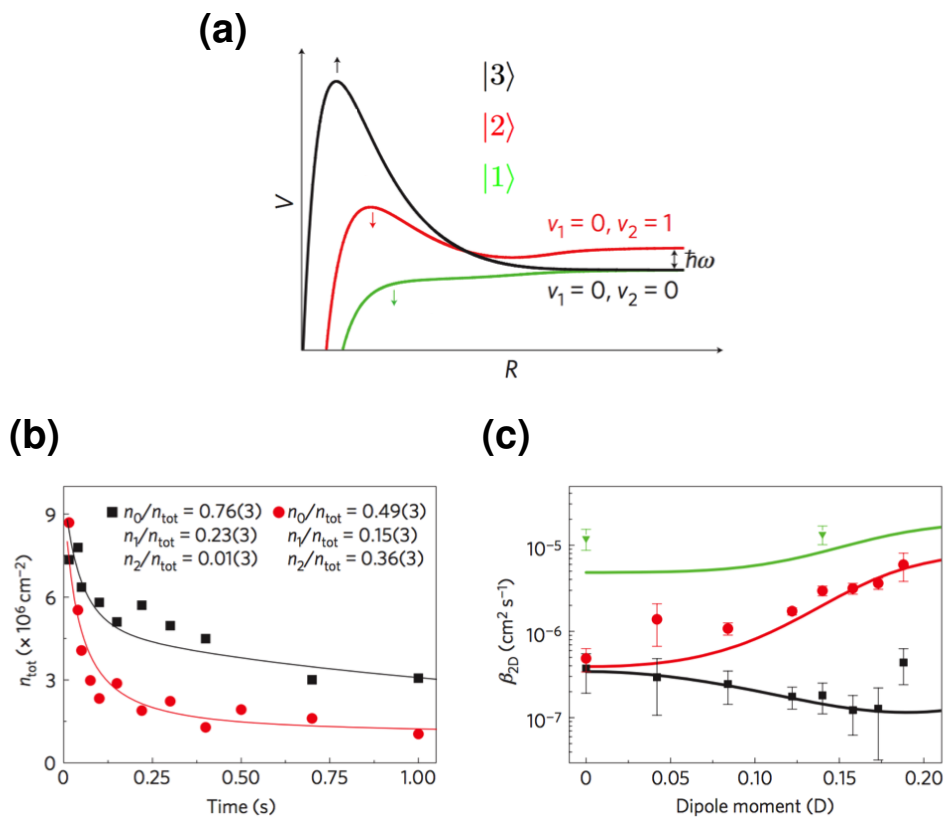 (a)
|3⟩
|2⟩
|1⟩
V
v₁ = 0, v₂ = 1
ħω
v₁ = 0, v₂ = 0
R
(b)
n₀/n_tot = 0.76(3)
n₁/n_tot = 0.23(3)
n₂/n_tot = 0.01(3)
n₀/n_tot = 0.49(3)
n₁/n_tot = 0.15(3)
n₂/n_tot = 0.36(3)
n_tot (× 10⁶ cm⁻²)
9
6
3
0
0 0.25 0.50 0.75 1.00
Time (s)
(c)
β₂D (cm² s⁻¹)
10⁻⁵
10⁻⁶
10⁻⁷
0 0.05 0.10 0.15 0.20
Dipole moment (D)